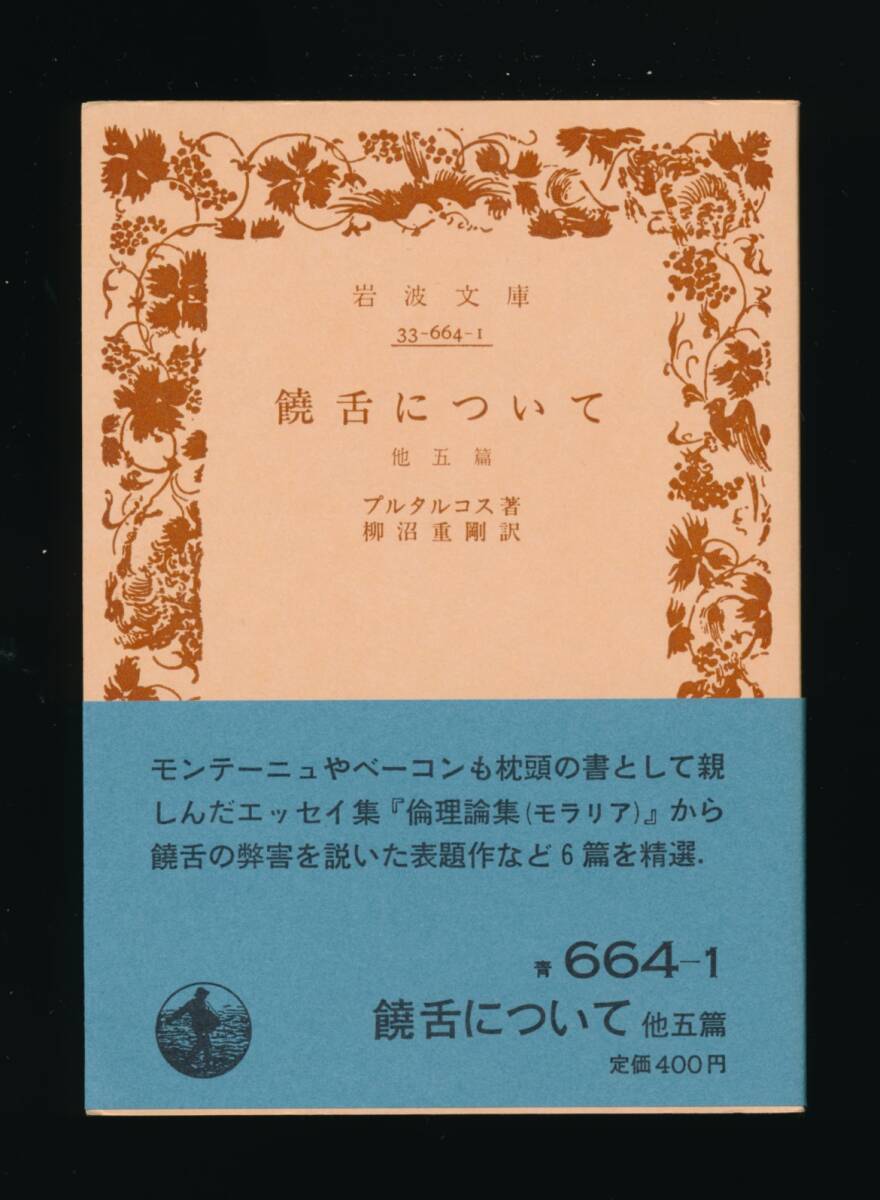 岩波文庫
33-664-1
饒舌について
他五篇
プルタルコス著
柳沼重剛訳
モンテーニュやベーコンも枕頭の書として親
しんだエッセイ集『倫理論集(モラリア)』から
饒舌の弊害を説いた表題作など6篇を精選.
青 664-1
饒舌について 他五篇
定価400円